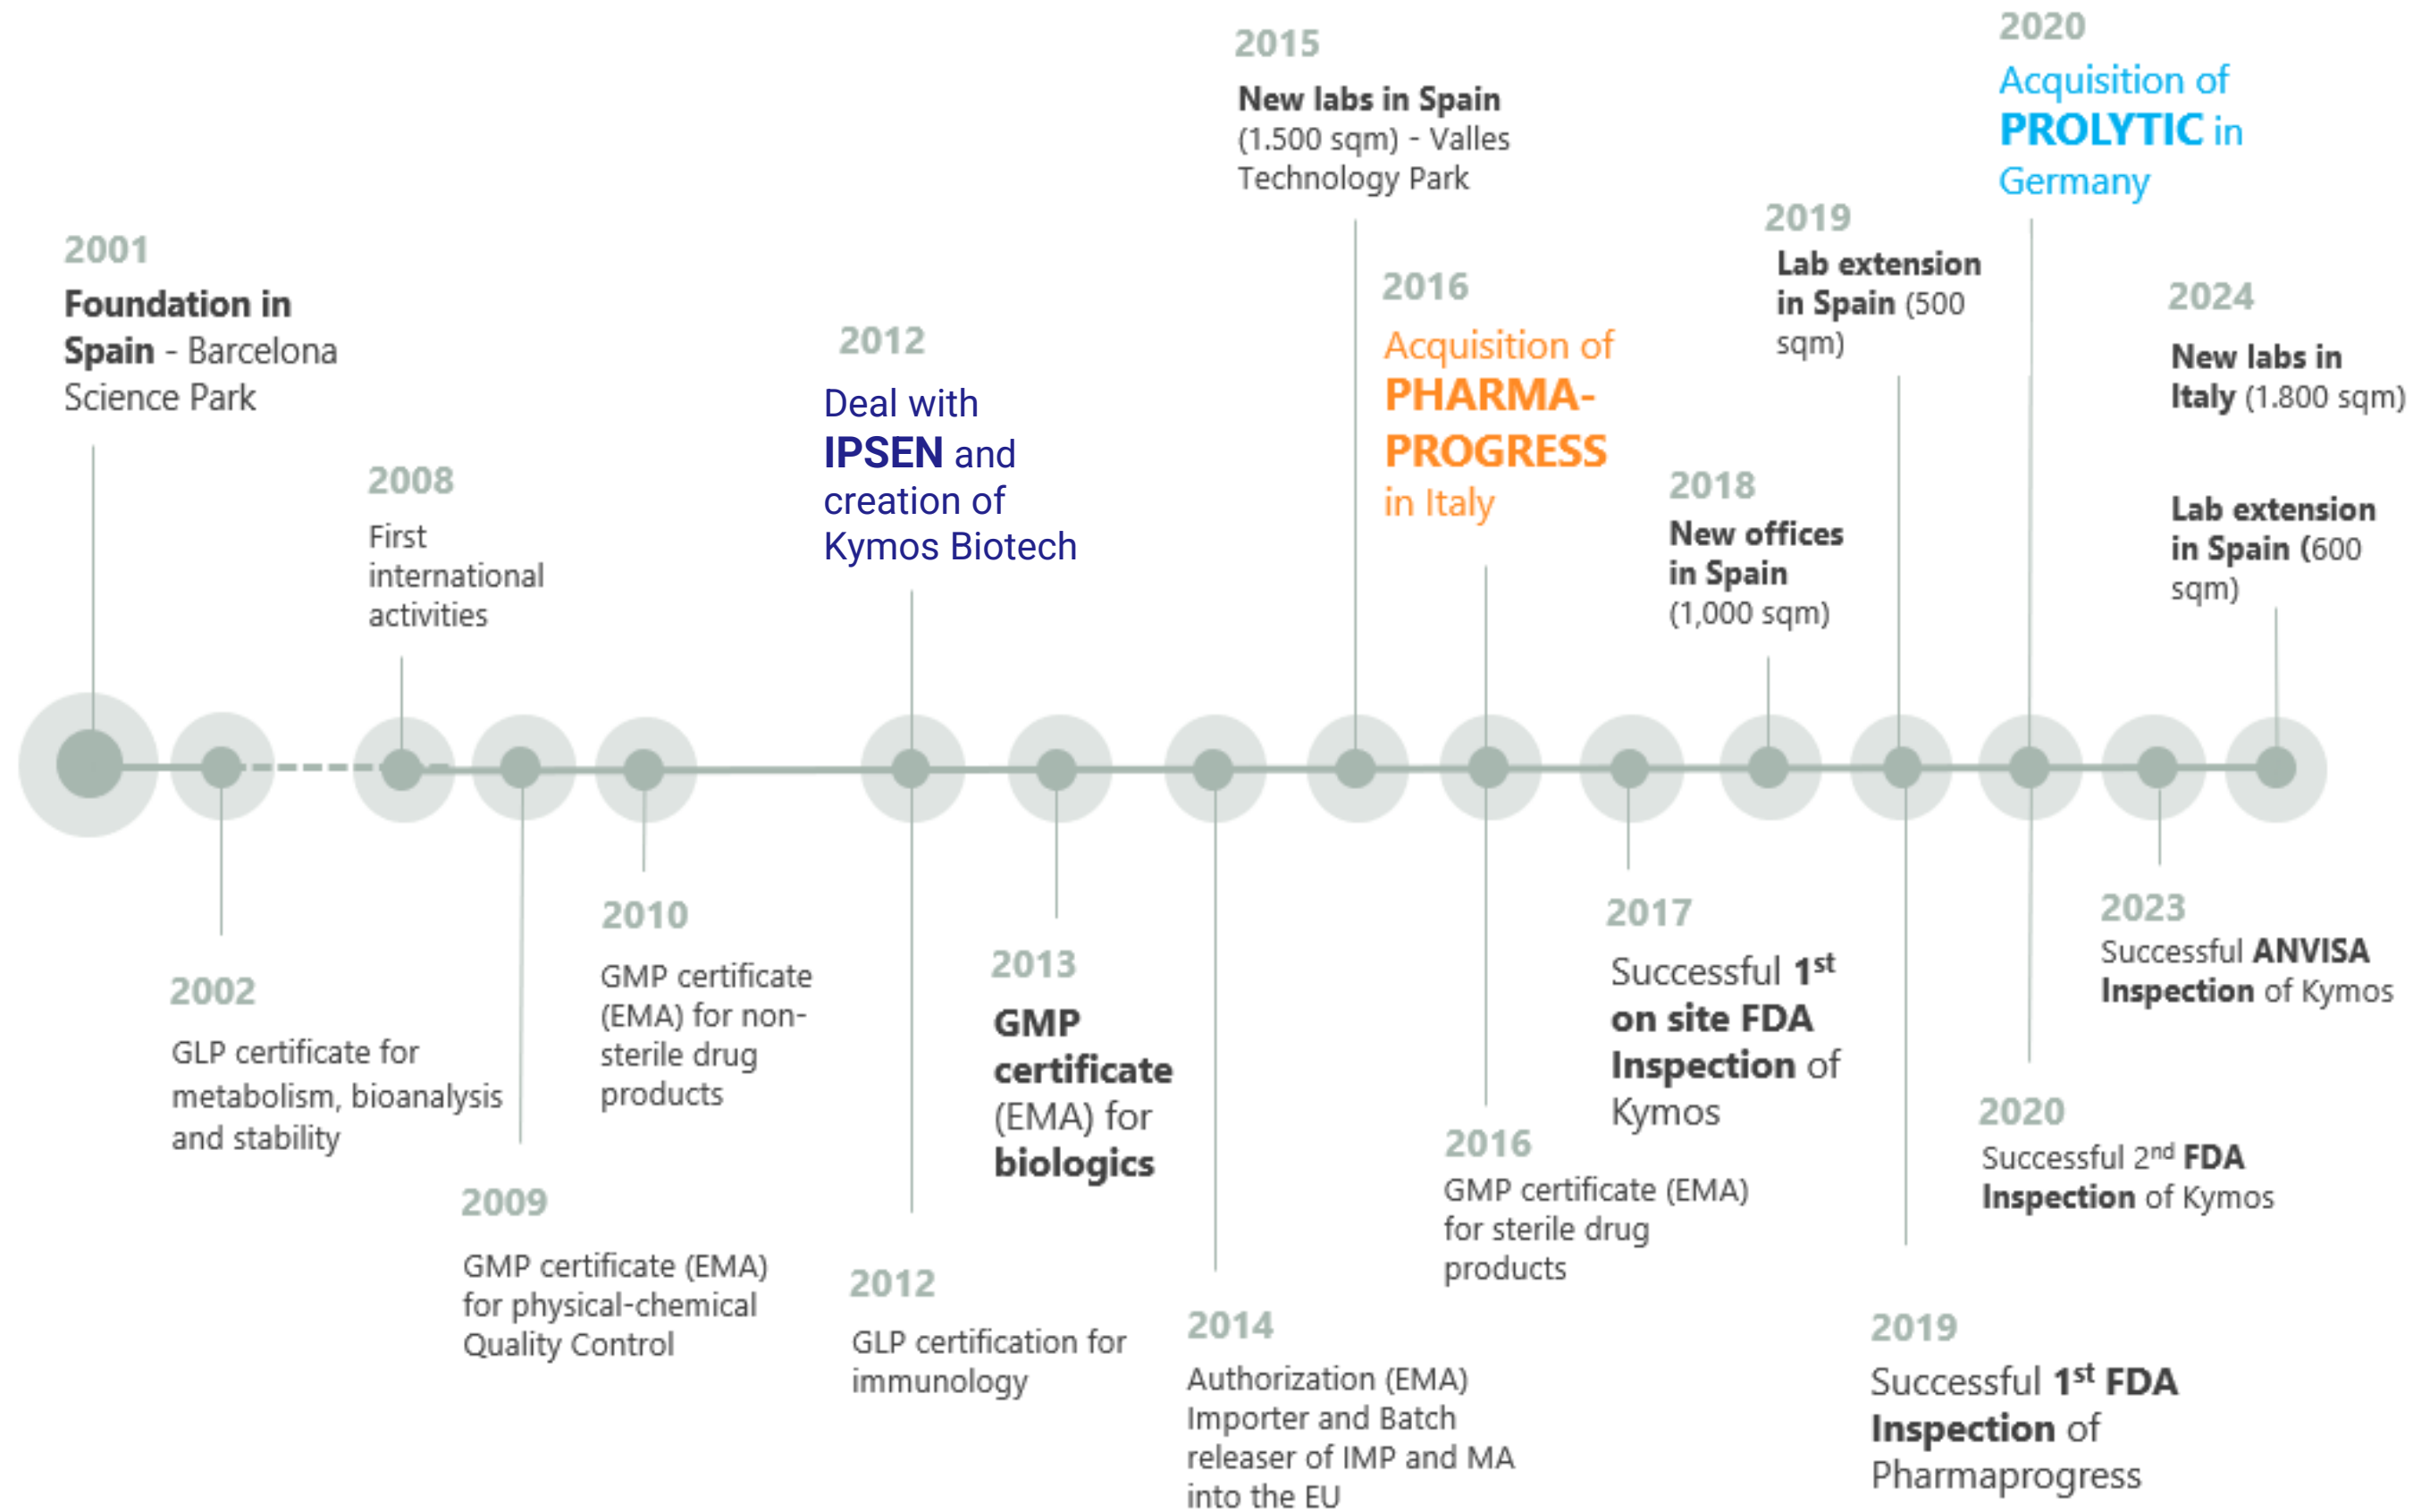 2001
Foundation in
Spain - Barcelona
Science Park
2008
First
international
activities
2012
Deal with
IPSEN and
creation of
Kymos Biotech
2015
New labs in Spain
(1.500 sqm) - Valles
Technology Park
2016
Acquisition of
PHARMA-
PROGRESS
in Italy
2018
New offices
in Spain
(1,000 sqm)
2019
Lab extension
in Spain (500
sqm)
2020
Acquisition of
PROLYTIC in
Germany
2024
New labs in
Italy (1.800 sqm)
Lab extension
in Spain (600
sqm)
2002
GLP certificate for
metabolism, bioanalysis
and stability
2009
GMP certificate (EMA)
for physical-chemical
Quality Control
2010
GMP certificate
(EMA) for non-
sterile drug
products
2012
GLP certification for
immunology
2013
GMP
certificate
(EMA) for
biologics
2014
Authorization (EMA)
Importer and Batch
releaser of IMP and MA
into the EU
2016
GMP certificate (EMA)
for sterile drug
products
2017
Successful 1st
on site FDA
Inspection of
Kymos
2019
Successful 1st FDA
Inspection of
Pharmaprogress
2020
Successful 2nd FDA
Inspection of Kymos
2023
Successful ANVISA
Inspection of Kymos